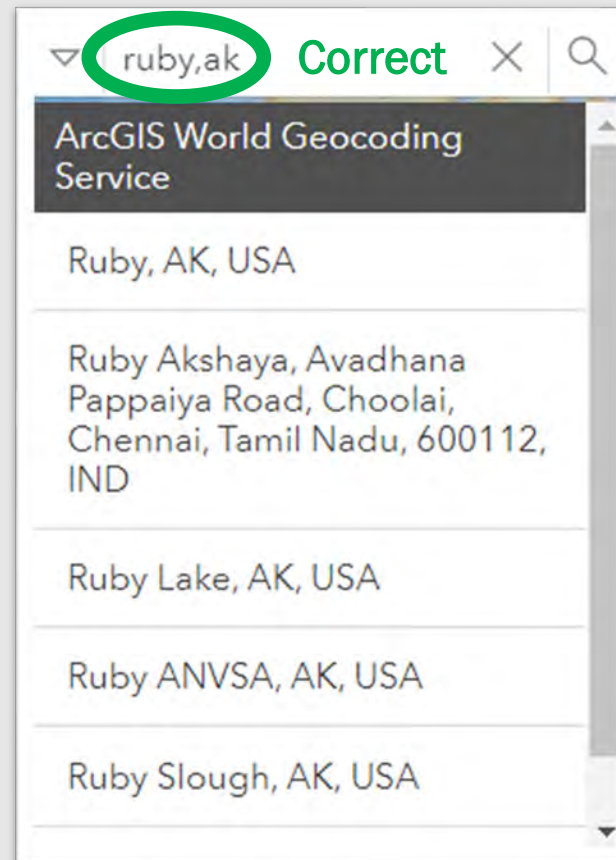 ruby,ak Correct
ArcGIS World Geocoding
Service
Ruby, AK, USA
Ruby Akshaya, Avadhana
Pappaiya Road, Choolai,
Chennai, Tamil Nadu, 600112,
IND
Ruby Lake, AK, USA
Ruby ANVSA, AK, USA
Ruby Slough, AK, USA